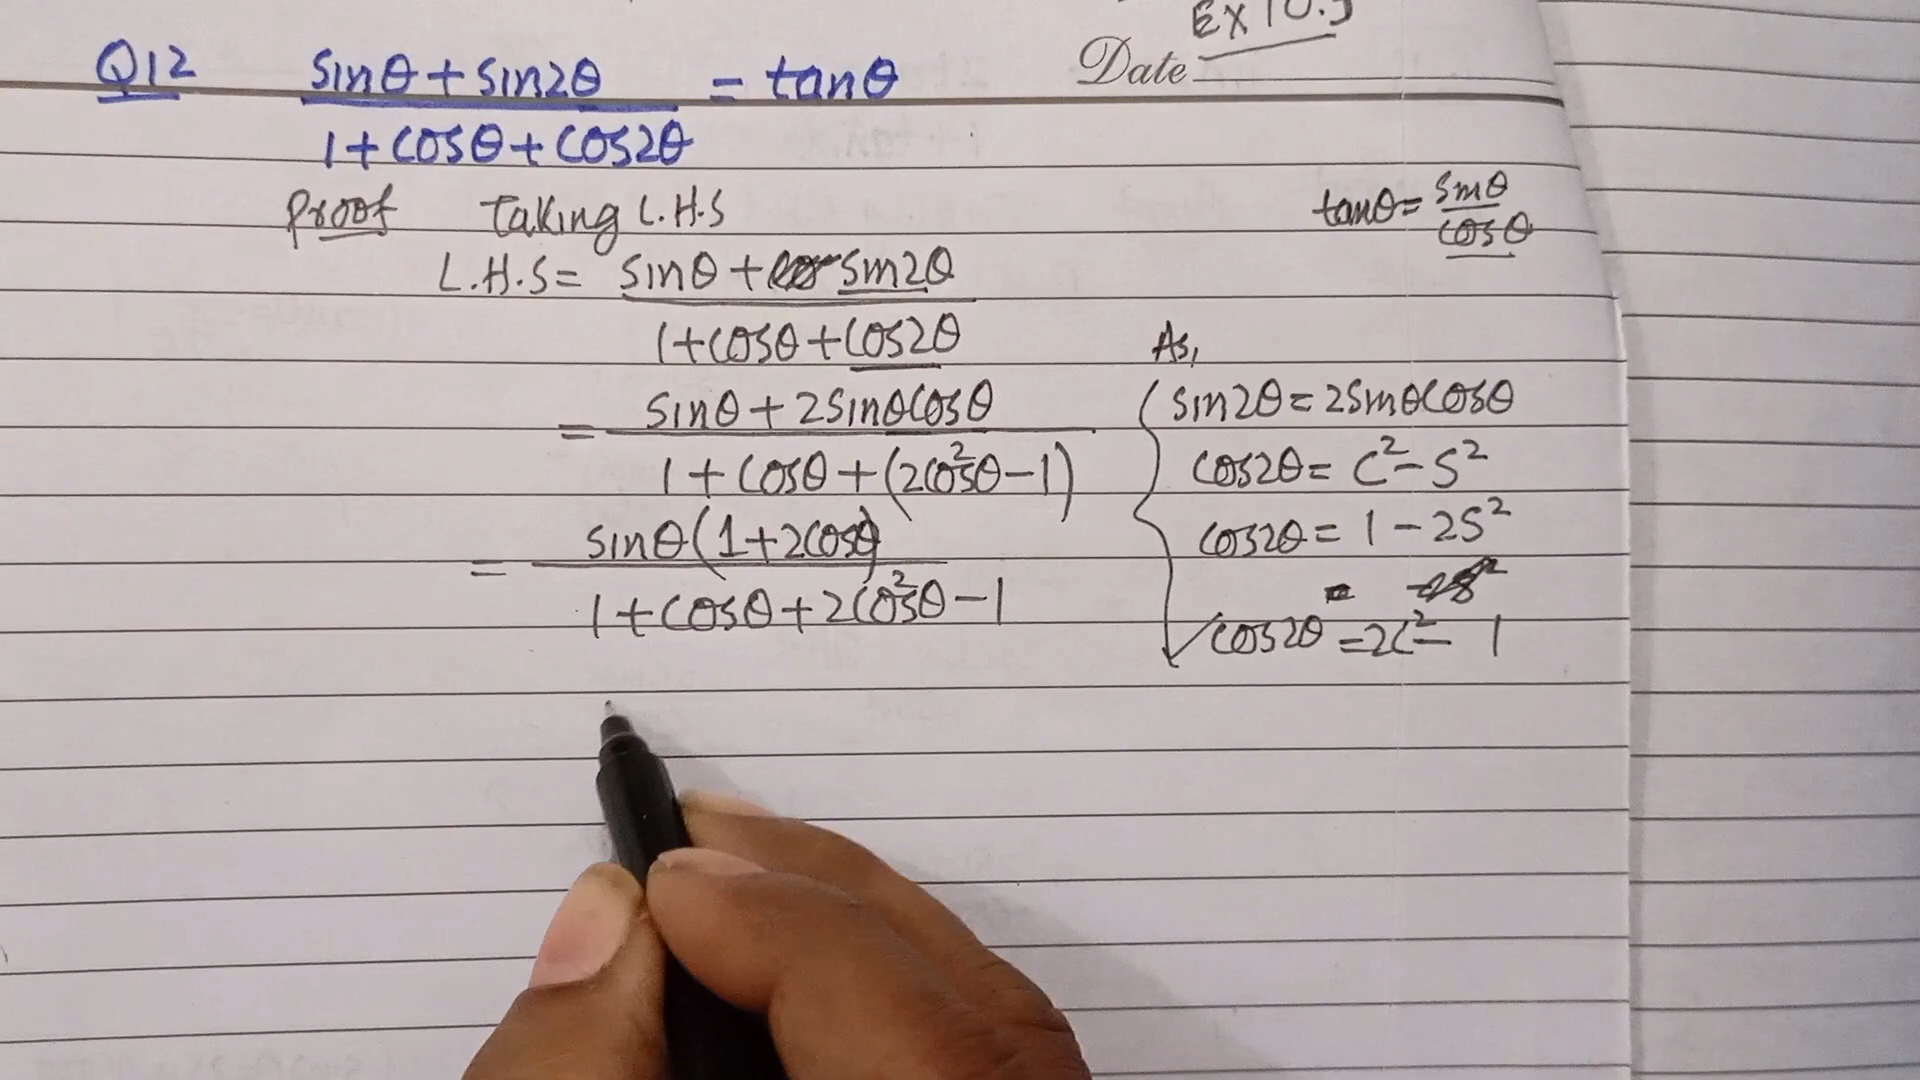 Ex 10.3
Date
Q12 sinθ + sin2θ / 1 + cosθ + cos2θ = tanθ
Proof Taking L.H.S
tanθ = sinθ / cosθ
L.H.S = sinθ + sin2θ / 1 + cosθ + cos2θ
= sinθ + 2sinθcosθ / 1 + cosθ + (2cos²θ - 1)
= sinθ(1 + 2cosθ) / 1 + cosθ + 2cos²θ - 1
As,
sin2θ = 2sinθcosθ
cos2θ = c² - s²
cos2θ = 1 - 2s²
cos2θ = 2c² - 1